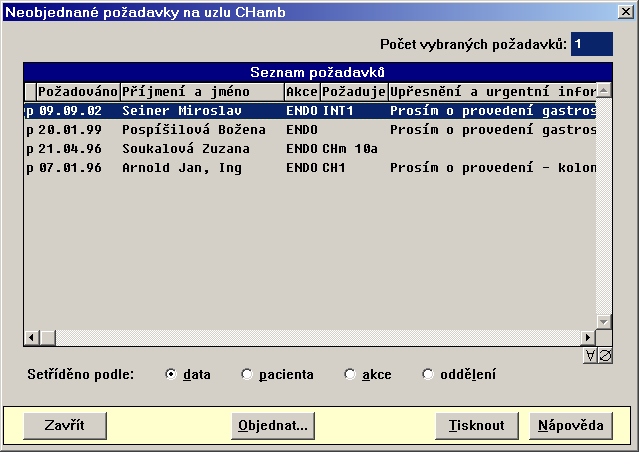 Neobjednané požadavky na uzlu CHamb
Počet vybraných požadavků: 1
Seznam požadavků
Požadováno Příjmení a jméno Akce Požaduje Upřesnění a urgentní infor
p 09.09.02 Seiner Miroslav ENDO INT1 Prosím o provedení gastros
p 20.01.99 Pospíšilová Božena ENDO Prosím o provedení gastros
p 21.04.96 Soukalová Zuzana ENDO CHm 10a
p 07.01.96 Arnold Jan, Ing ENDO CH1 Prosím o provedení - kolon
Setříděno podle: data pacienta akce oddělení
Zavřít Objednat... Tisknout Nápověda